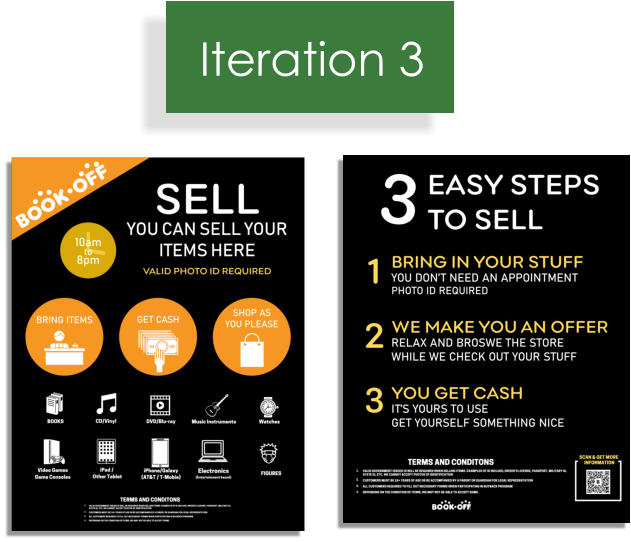 Iteration 3
BOOK·OFF
SELL
YOU CAN SELL YOUR
ITEMS HERE
VALID PHOTO ID REQUIRED
10am
to
8pm
BRING ITEMS
GET CASH
SHOP AS
YOU PLEASE
BOOKS
CD/Vinyl
DVD/Blu-ray
Music Instruments
Watches
Video Games
Game Consoles
iPad /
Other Tablet
iPhone/Galaxy
(AT&T / T-Mobile)
Electronics
(Entertainment based)
FIGURES
TERMS AND CONDITONS
3 EASY STEPS
TO SELL
1 BRING IN YOUR STUFF
YOU DON'T NEED AN APPOINTMENT
PHOTO ID REQUIRED
2 WE MAKE YOU AN OFFER
RELAX AND BROSWE THE STORE
WHILE WE CHECK OUT YOUR STUFF
3 YOU GET CASH
IT'S YOURS TO USE
GET YOURSELF SOMETHING NICE
TERMS AND CONDITONS
SCAN & GET MORE
INFORMATION
BOOK·OFF